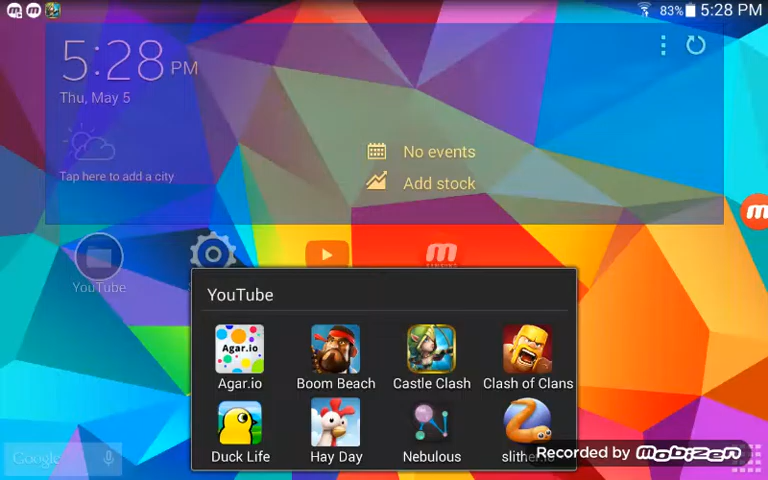 83% 5:28 PM
5:28 PM
Thu, May 5
Tap here to add a city
No events
Add stock
YouTube
YouTube
Agar.io
Agar.io
Boom Beach
Castle Clash
Clash of Clans
Duck Life
Hay Day
Nebulous
slither.io
Google
Recorded by mobizen